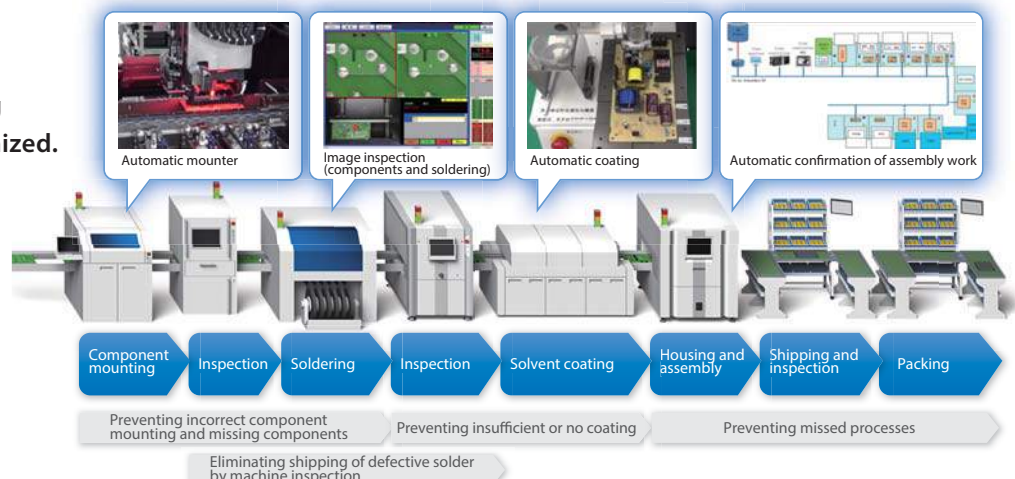 ized.
Automatic mounter
Image inspection
(components and soldering)
Automatic coating
Automatic confirmation of assembly work
Component
mounting
Inspection
Soldering
Inspection
Solvent coating
Housing and
assembly
Shipping and
inspection
Packing
Preventing incorrect component
mounting and missing components
Preventing insufficient or no coating
Preventing missed processes
Eliminating shipping of defective solder
by machine inspection